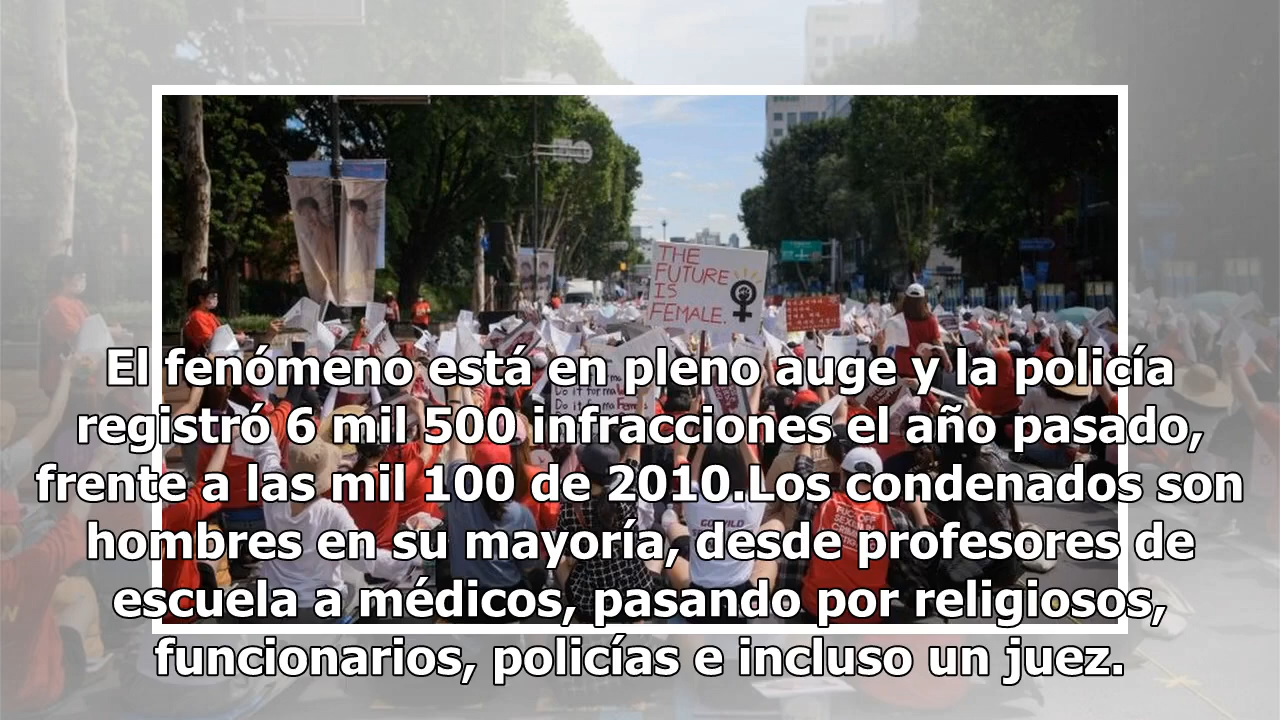 THE
FUTURE
IS
FEMALE.
El fenómeno está en pleno auge y la policía
registró 6 mil 500 infracciones el año pasado,
frente a las mil 100 de 2010.Los condenados son
hombres en su mayoría, desde profesores de
escuela a médicos, pasando por religiosos,
funcionarios, policías e incluso un juez.